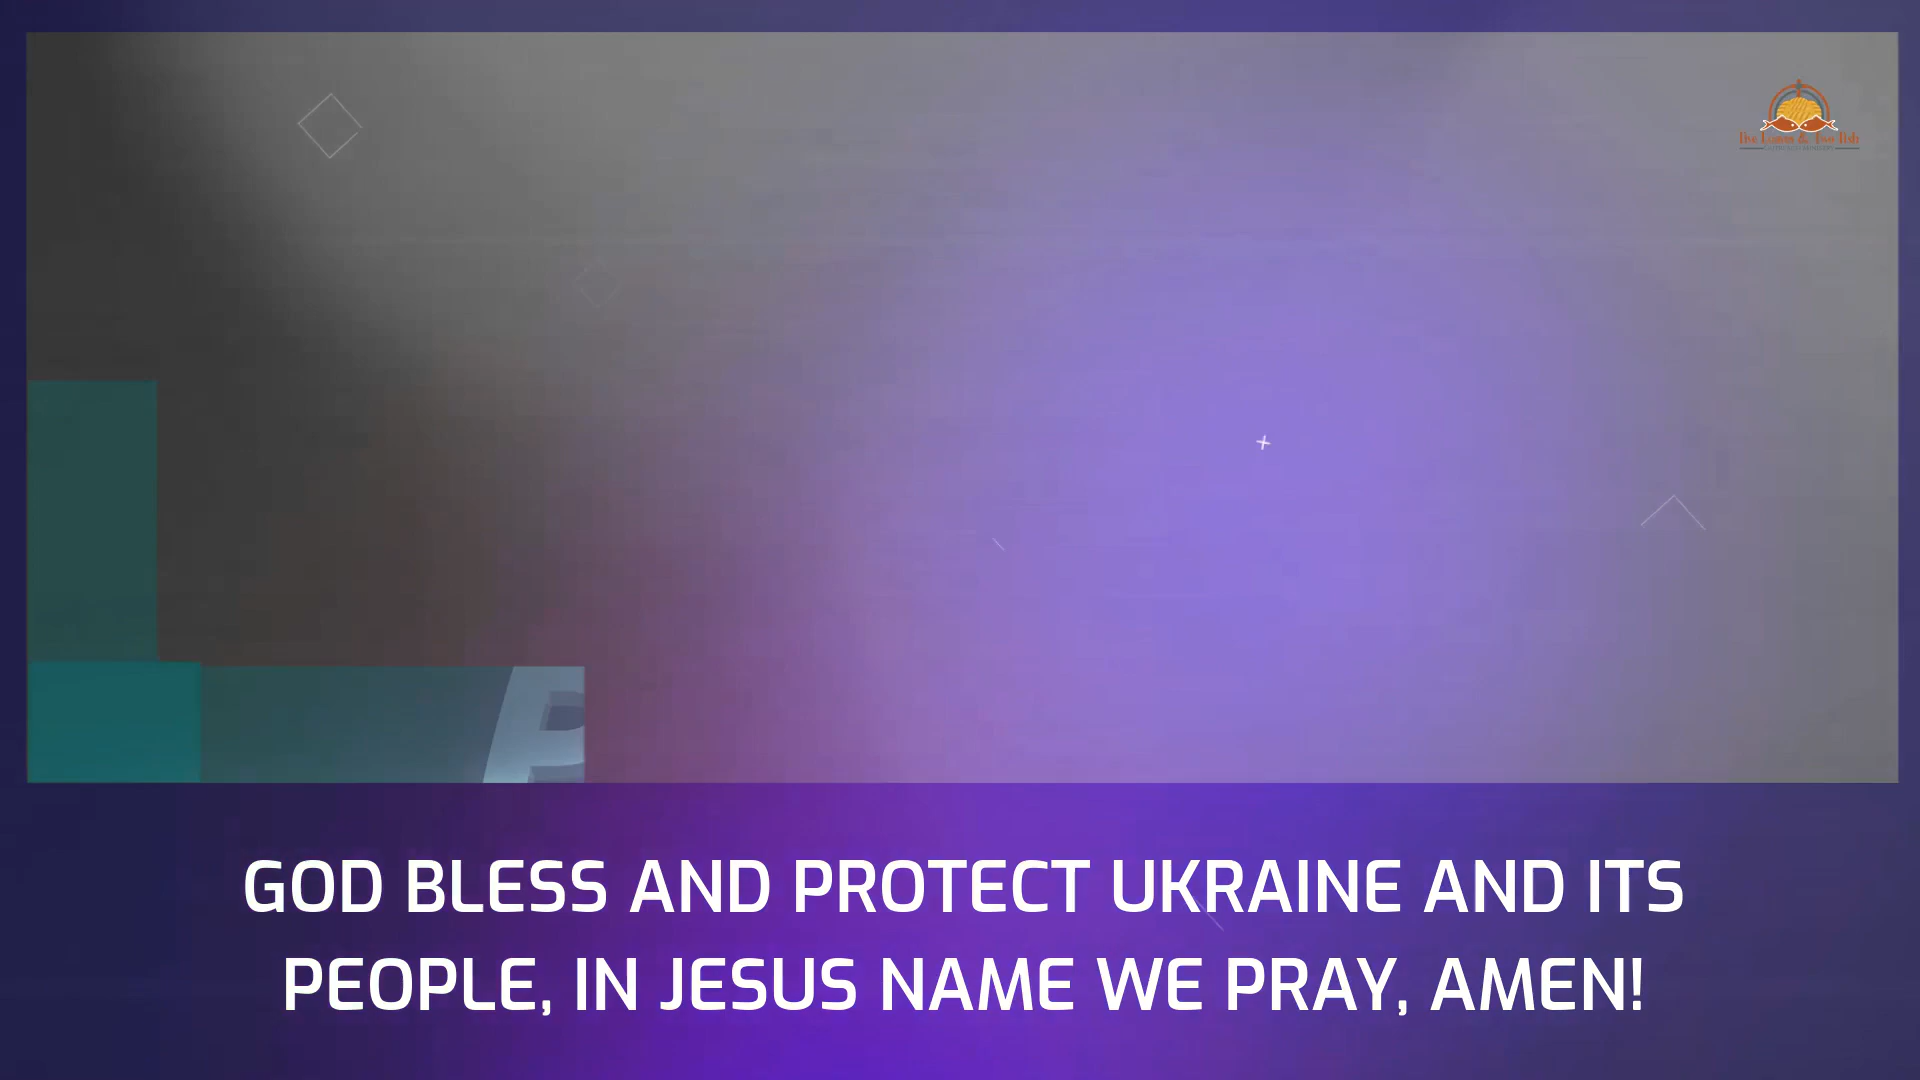 GOD BLESS AND PROTECT UKRAINE AND ITS
PEOPLE, IN JESUS NAME WE PRAY, AMEN!